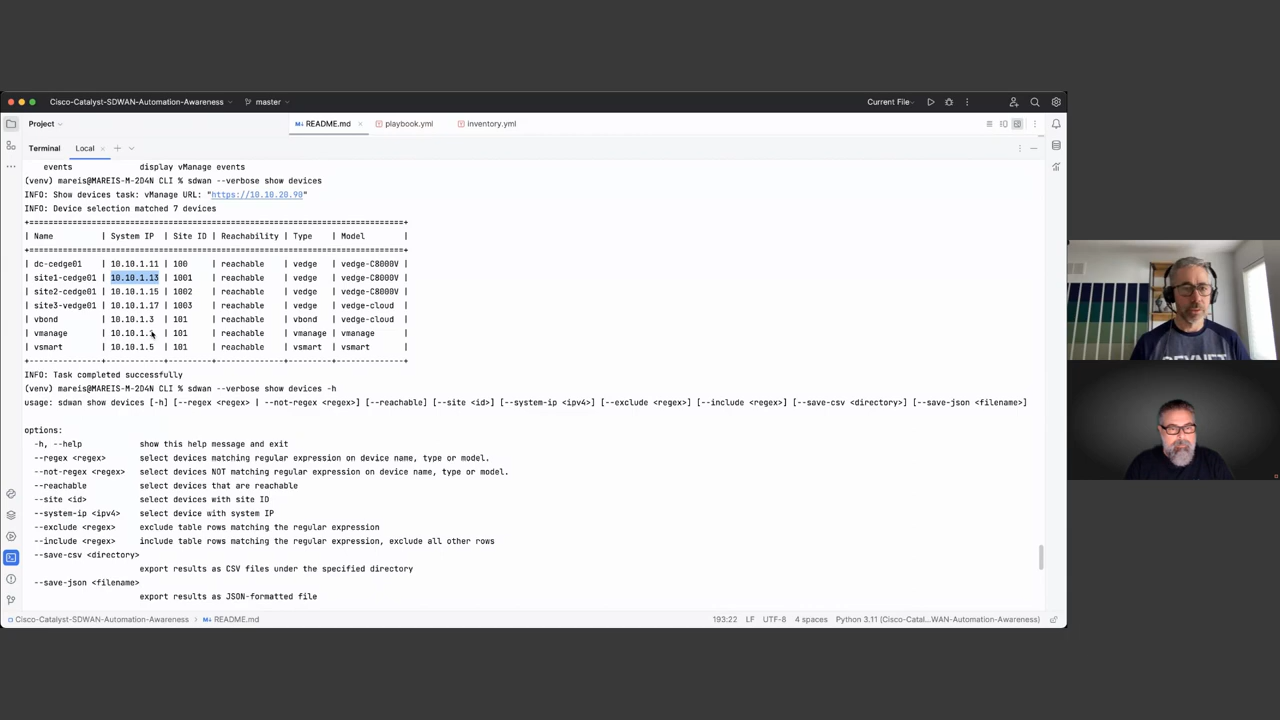 Cisco-Catalyst-SDWAN-Automation-Awareness master Current File
Project README.md playbook.yml inventory.yml
Terminal Local
events display vManage events
(venv) mareis@MAREIS-M-2D4N CLI % sdwan --verbose show devices
INFO: Show devices task: vManage URL: "https://10.10.20.90"
INFO: Device selection matched 7 devices
+==========================================================================+
| Name | System IP | Site ID | Reachability | Type | Model |
+==========================================================================+
| dc-cedge01 | 10.10.1.11 | 100 | reachable | vedge | vedge-C8000V |
| site1-cedge01 | 10.10.1.13 | 1001 | reachable | vedge | vedge-C8000V |
| site2-cedge01 | 10.10.1.15 | 1002 | reachable | vedge | vedge-C8000V |
| site3-vedge01 | 10.10.1.17 | 1003 | reachable | vedge | vedge-cloud |
| vbond | 10.10.1.3 | 101 | reachable | vbond | vedge-cloud |
| vmanage | | 101 | reachable | vmanage | vmanage |
| vsmart | 10.10.1.5 | 101 | reachable | vsmart | vsmart |
+---------------+------------+---------+--------------+---------+--------------+
INFO: Task completed successfully
(venv) mareis@MAREIS-M-2D4N CLI % sdwan --verbose show devices -h
usage: sdwan show devices [-h] [--regex <regex> | --not-regex <regex>] [--reachable] [--site <id>] [--system-ip <ipv4>] [--exclude <regex>] [--include <regex>] [--save-csv <directory>] [--save-json <filename>]
options:
-h, --help show this help message and exit
--regex <regex> select devices matching regular expression on device name, type or model.
--not-regex <regex> select devices NOT matching regular expression on device name, type or model.
--reachable select devices that are reachable
--site <id> select devices with site ID
--system-ip <ipv4> select device with system IP
--exclude <regex> exclude table rows matching the regular expression
--include <regex> include table rows matching the regular expression, exclude all other rows
--save-csv <directory>
export results as CSV files under the specified directory
--save-json <filename>
export results as JSON-formatted file
Cisco-Catalyst-SDWAN-Automation-Awareness > README.md 193:22 LF UTF-8 4 spaces Python 3.11 (Cisco-Catal...WAN-Automation-Awareness)